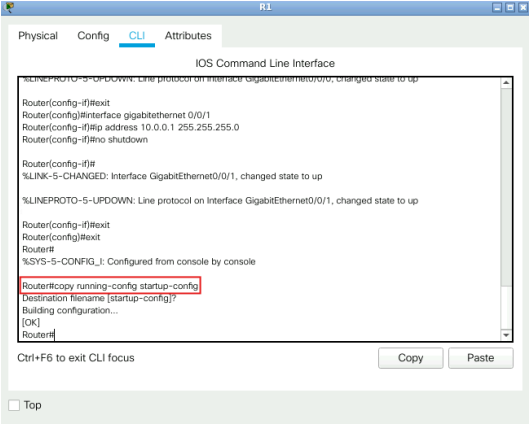 R1
Physical Config CLI Attributes
IOS Command Line Interface
%LINEPROTO-5-UPDOWN: Line protocol on Interface GigabitEthernet0/0/0, changed state to up
Router(config-if)#exit
Router(config)#interface gigabitethernet 0/0/1
Router(config-if)#ip address 10.0.0.1 255.255.255.0
Router(config-if)#no shutdown
Router(config-if)#
%LINK-5-CHANGED: Interface GigabitEthernet0/0/1, changed state to up
%LINEPROTO-5-UPDOWN: Line protocol on Interface GigabitEthernet0/0/1, changed state to up
Router(config-if)#exit
Router(config)#exit
Router#
%SYS-5-CONFIG_I: Configured from console by console
Router#copy running-config startup-config
Destination filename [startup-config]?
Building configuration...
[OK]
Router#
Ctrl+F6 to exit CLI focus
Copy Paste
Top